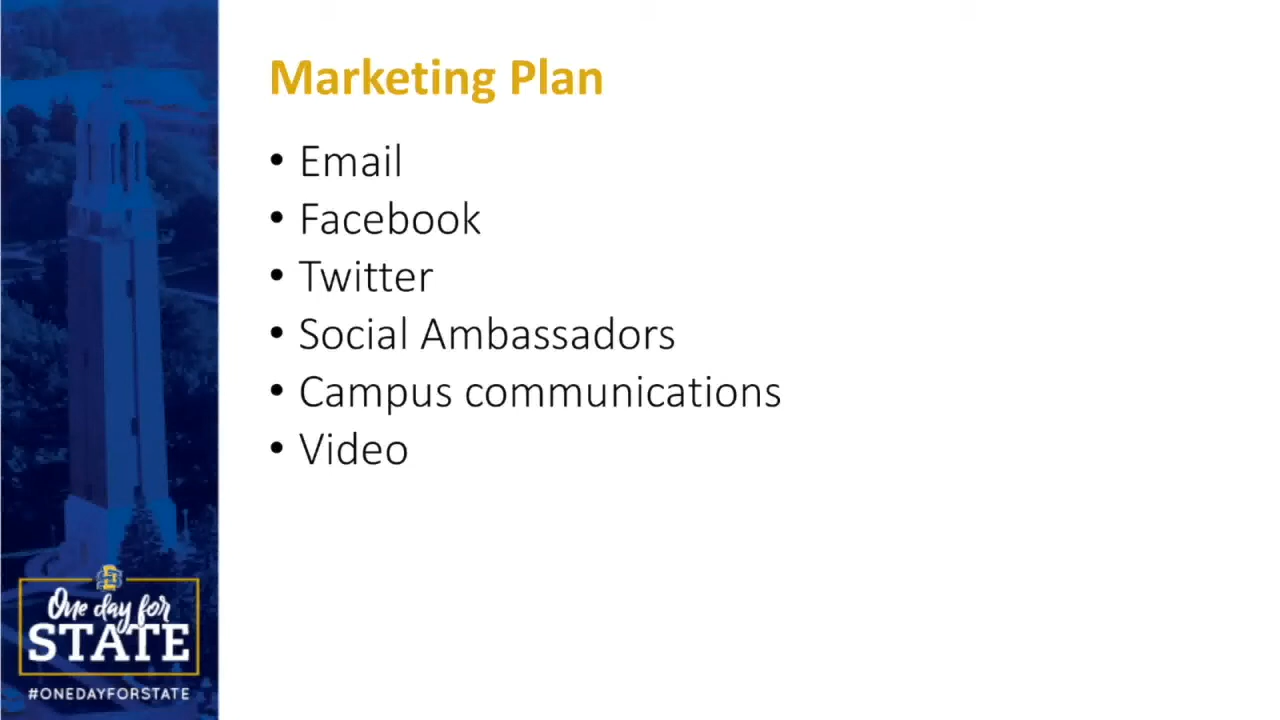 Marketing Plan
• Email
• Facebook
• Twitter
• Social Ambassadors
• Campus communications
• Video
One day for
STATE
#ONEDAYFORSTATE